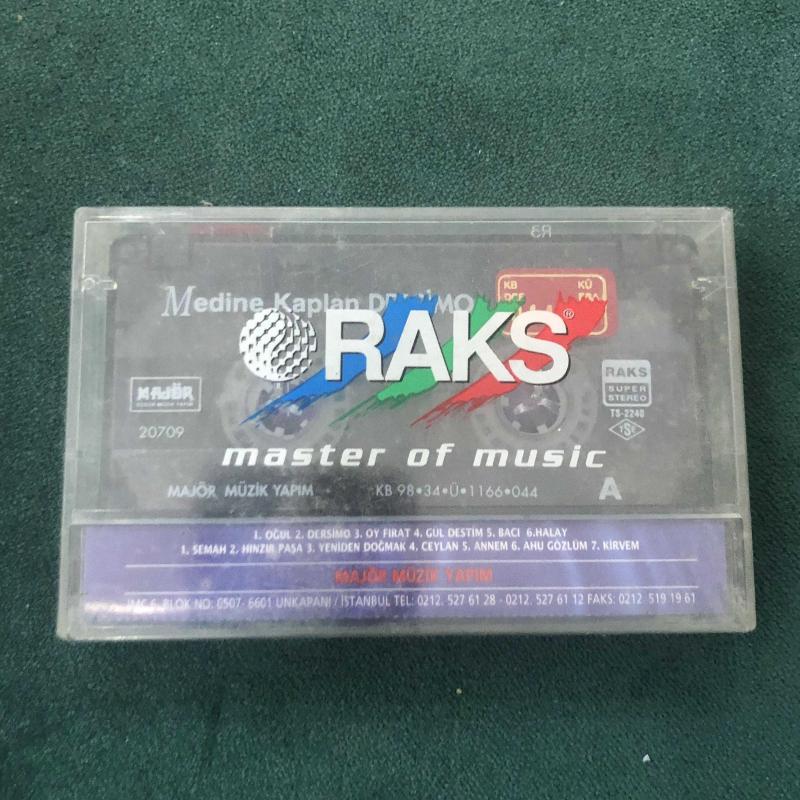 R3
Medine Kaplan
KB KÜ
RAKS®
MAJÖR
20709
RAKS
SUPER
STEREO
TS-2240
TSE
master of music
MAJÖR MÜZİK YAPIM KB 98•34•Ü•1166•044 A
1. OĞUL 2. DERSİMO 3. OY FIRAT 4. GÜL DESTİM 5. BACI 6.HALAY
1. SEMAH 2. HINZIR PAŞA 3. YENİDEN DOĞMAK 4. CEYLAN 5. ANNEM 6. AHU GÖZLÜM 7. KİRVEM
MAJÖR MÜZİK YAPIM
İMÇ 6. BLOK NO: 6507- 6601 UNKAPANI / İSTANBUL TEL: 0212. 527 61 28 - 0212. 527 61 12 FAKS: 0212 519 19 61